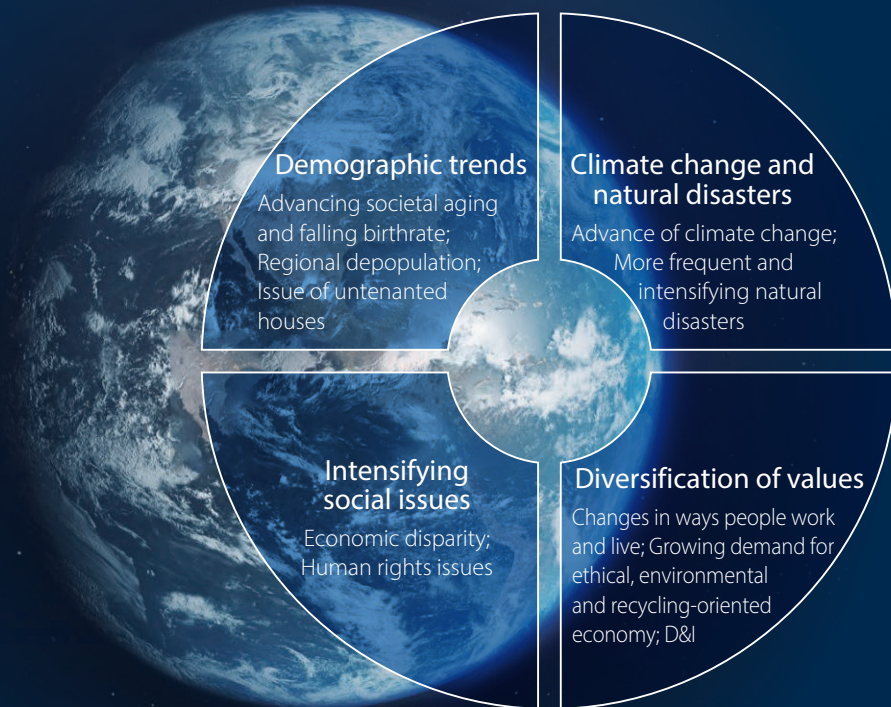 Demographic trends
Advancing societal aging
and falling birthrate;
Regional depopulation;
Issue of untenanted
houses
Climate change and
natural disasters
Advance of climate change;
More frequent and
intensifying natural
disasters
Intensifying
social issues
Economic disparity;
Human rights issues
Diversification of values
Changes in ways people work
and live; Growing demand for
ethical, environmental
and recycling-oriented
economy; D&I